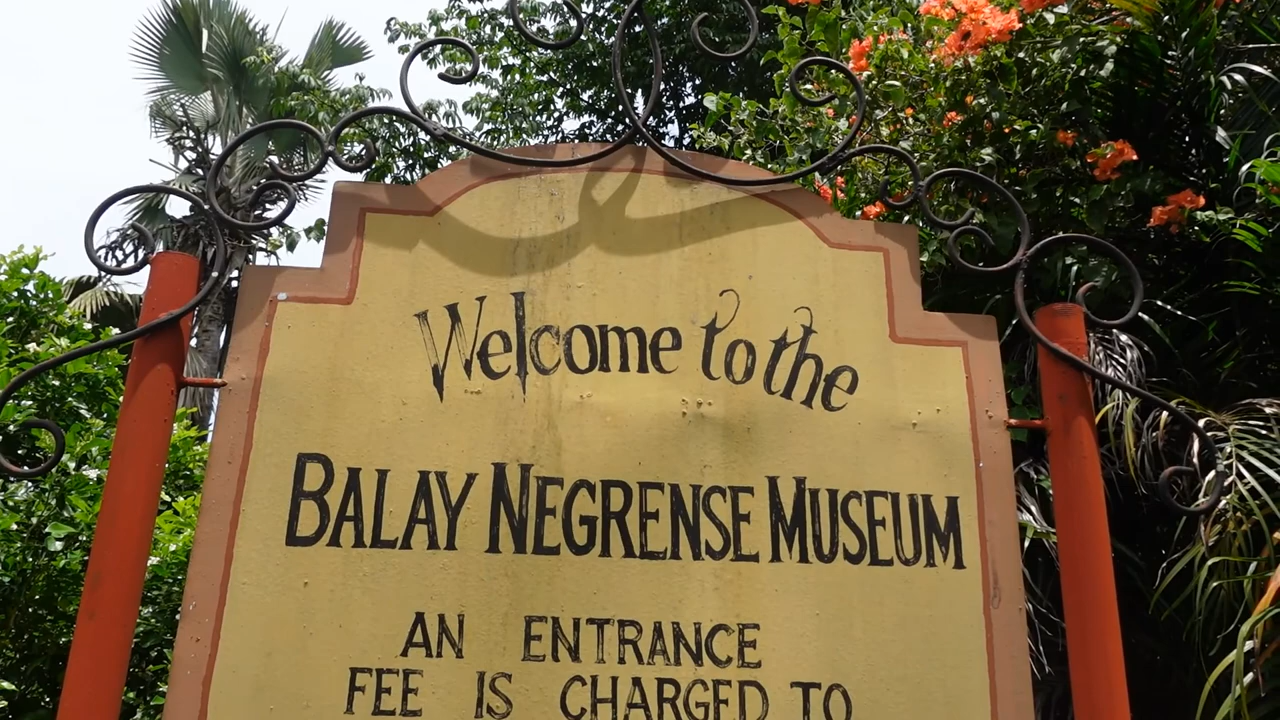 Welcome to the
BALAY NEGRENSE MUSEUM
AN ENTRANCE
FEE IS CHARGED TO